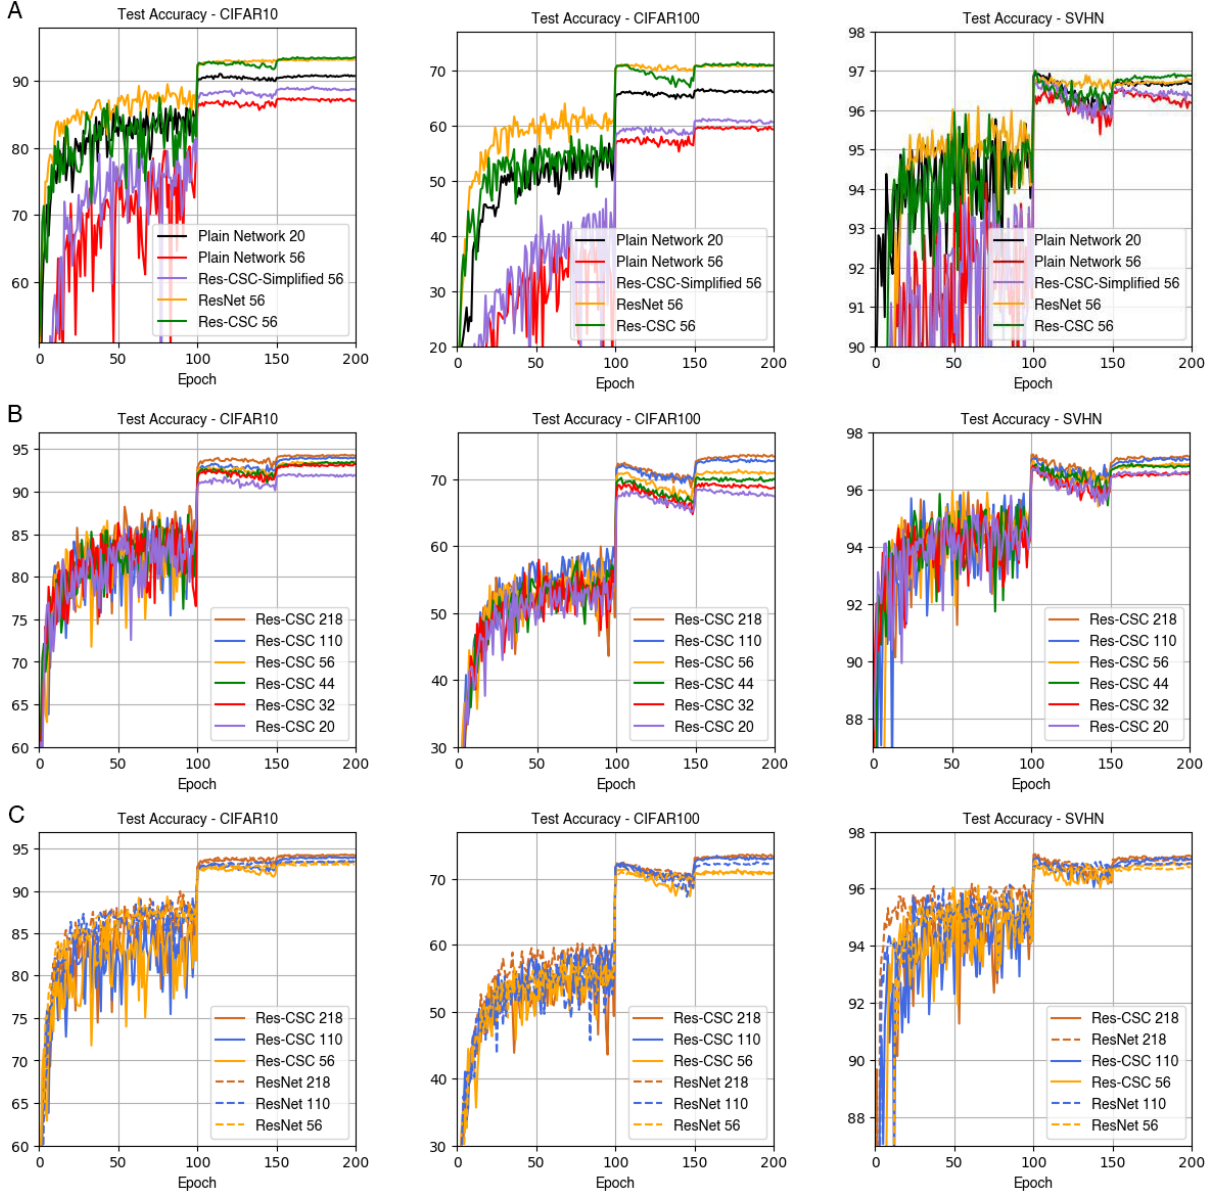 A
Test Accuracy - CIFAR10
90
80
70
60
0 50 100 150 200
Epoch
Plain Network 20
Plain Network 56
Res-CSC-Simplified 56
ResNet 56
Res-CSC 56
Test Accuracy - CIFAR100
70
60
50
40
30
20
0 50 100 150 200
Epoch
Plain Network 20
Plain Network 56
Res-CSC-Simplified 56
ResNet 56
Res-CSC 56
Test Accuracy - SVHN
98
97
96
95
94
93
92
91
90
0 50 100 150 200
Epoch
Plain Network 20
Plain Network 56
Res-CSC-Simplified 56
ResNet 56
Res-CSC 56
B
Test Accuracy - CIFAR10
95
90
85
80
75
70
65
60
0 50 100 150 200
Epoch
Res-CSC 218
Res-CSC 110
Res-CSC 56
Res-CSC 44
Res-CSC 32
Res-CSC 20
Test Accuracy - CIFAR100
70
60
50
40
30
0 50 100 150 200
Epoch
Res-CSC 218
Res-CSC 110
Res-CSC 56
Res-CSC 44
Res-CSC 32
Res-CSC 20
Test Accuracy - SVHN
98
96
94
92
90
88
0 50 100 150 200
Epoch
Res-CSC 218
Res-CSC 110
Res-CSC 56
Res-CSC 44
Res-CSC 32
Res-CSC 20
C
Test Accuracy - CIFAR10
95
90
85
80
75
70
65
60
0 50 100 150 200
Epoch
Res-CSC 218
Res-CSC 110
Res-CSC 56
ResNet 218
ResNet 110
ResNet 56
Test Accuracy - CIFAR100
70
60
50
40
30
0 50 100 150 200
Epoch
Res-CSC 218
Res-CSC 110
Res-CSC 56
ResNet 218
ResNet 110
ResNet 56
Test Accuracy - SVHN
98
96
94
92
90
88
0 50 100 150 200
Epoch
Res-CSC 218
ResNet 218
Res-CSC 110
Res-CSC 56
ResNet 110
ResNet 56